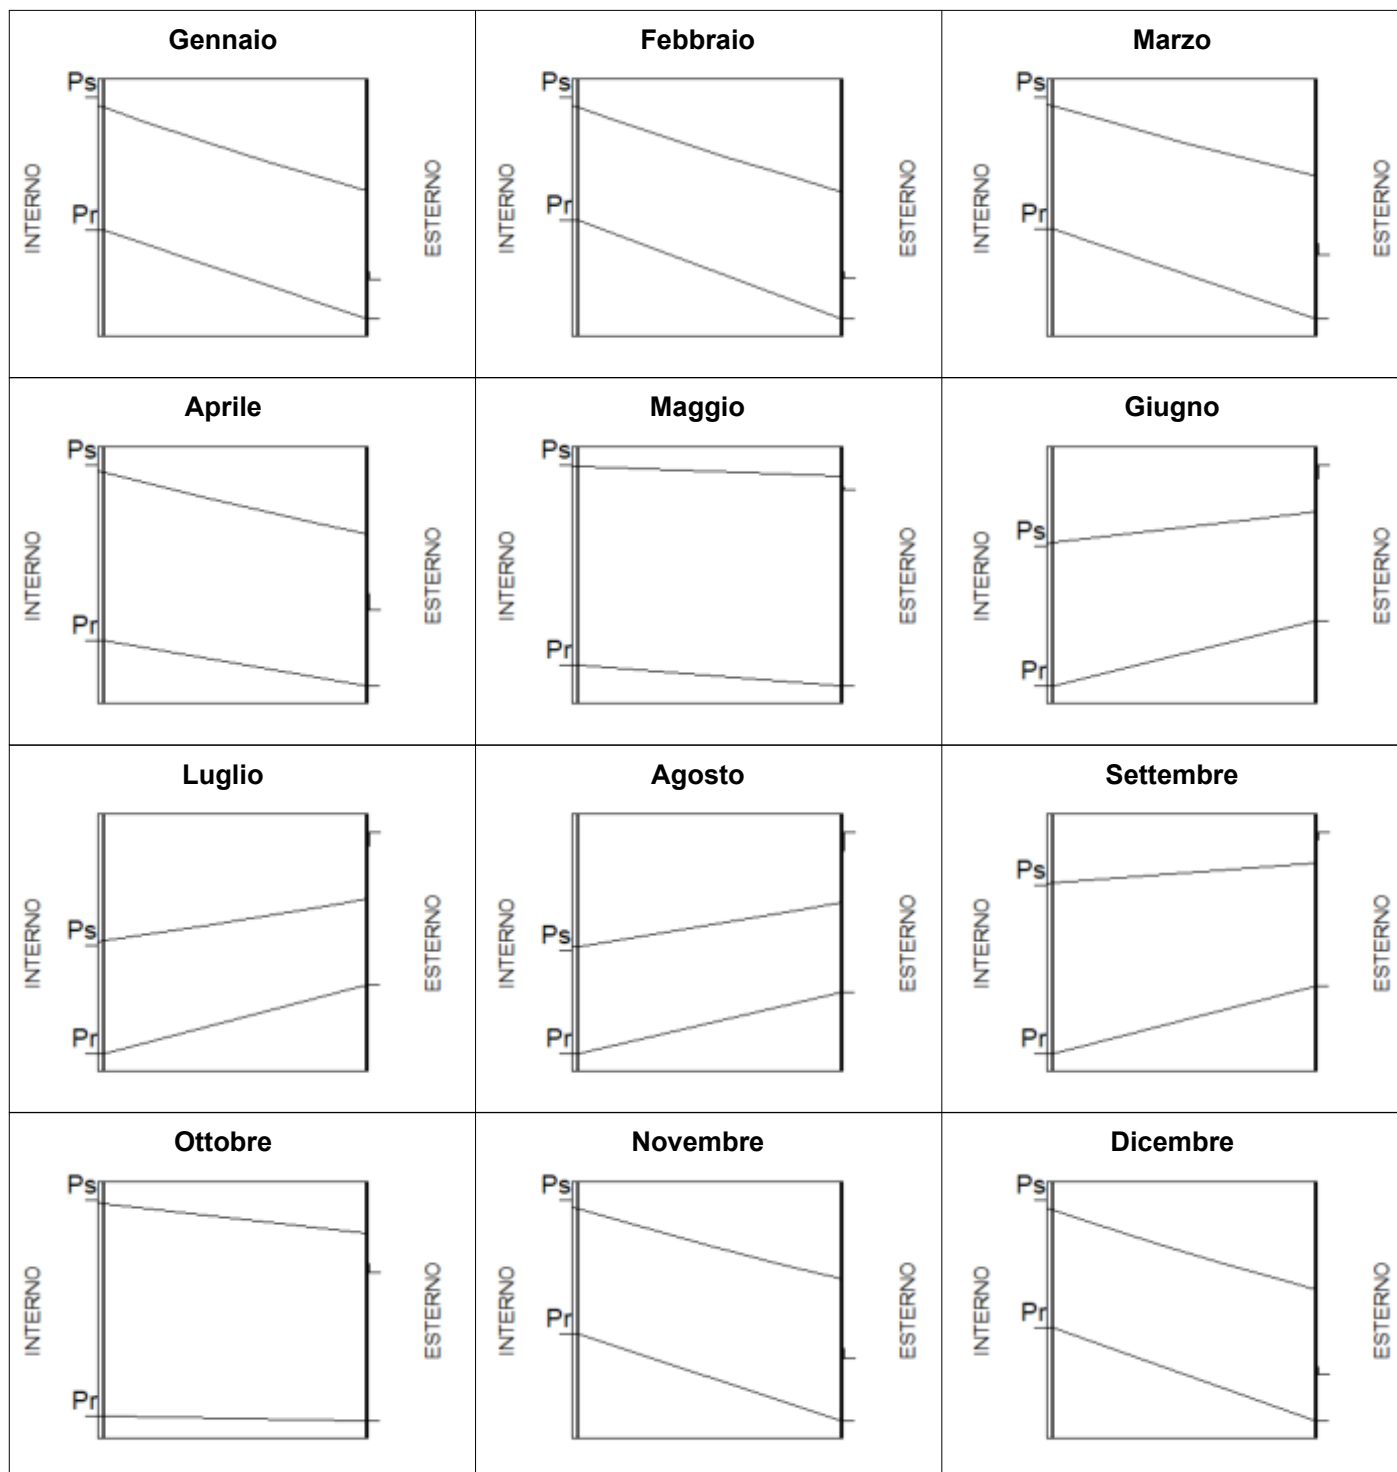 Gennaio
Febbraio
Marzo
Ps
Pr
INTERNO
ESTERNO
Ps
Pr
INTERNO
ESTERNO
Ps
Pr
INTERNO
ESTERNO
Aprile
Maggio
Giugno
Ps
Pr
INTERNO
ESTERNO
Ps
Pr
INTERNO
ESTERNO
Ps
Pr
INTERNO
ESTERNO
Luglio
Agosto
Settembre
Ps
Pr
INTERNO
ESTERNO
Ps
Pr
INTERNO
ESTERNO
Ps
Pr
INTERNO
ESTERNO
Ottobre
Novembre
Dicembre
Ps
Pr
INTERNO
ESTERNO
Ps
Pr
INTERNO
ESTERNO
Ps
Pr
INTERNO
ESTERNO